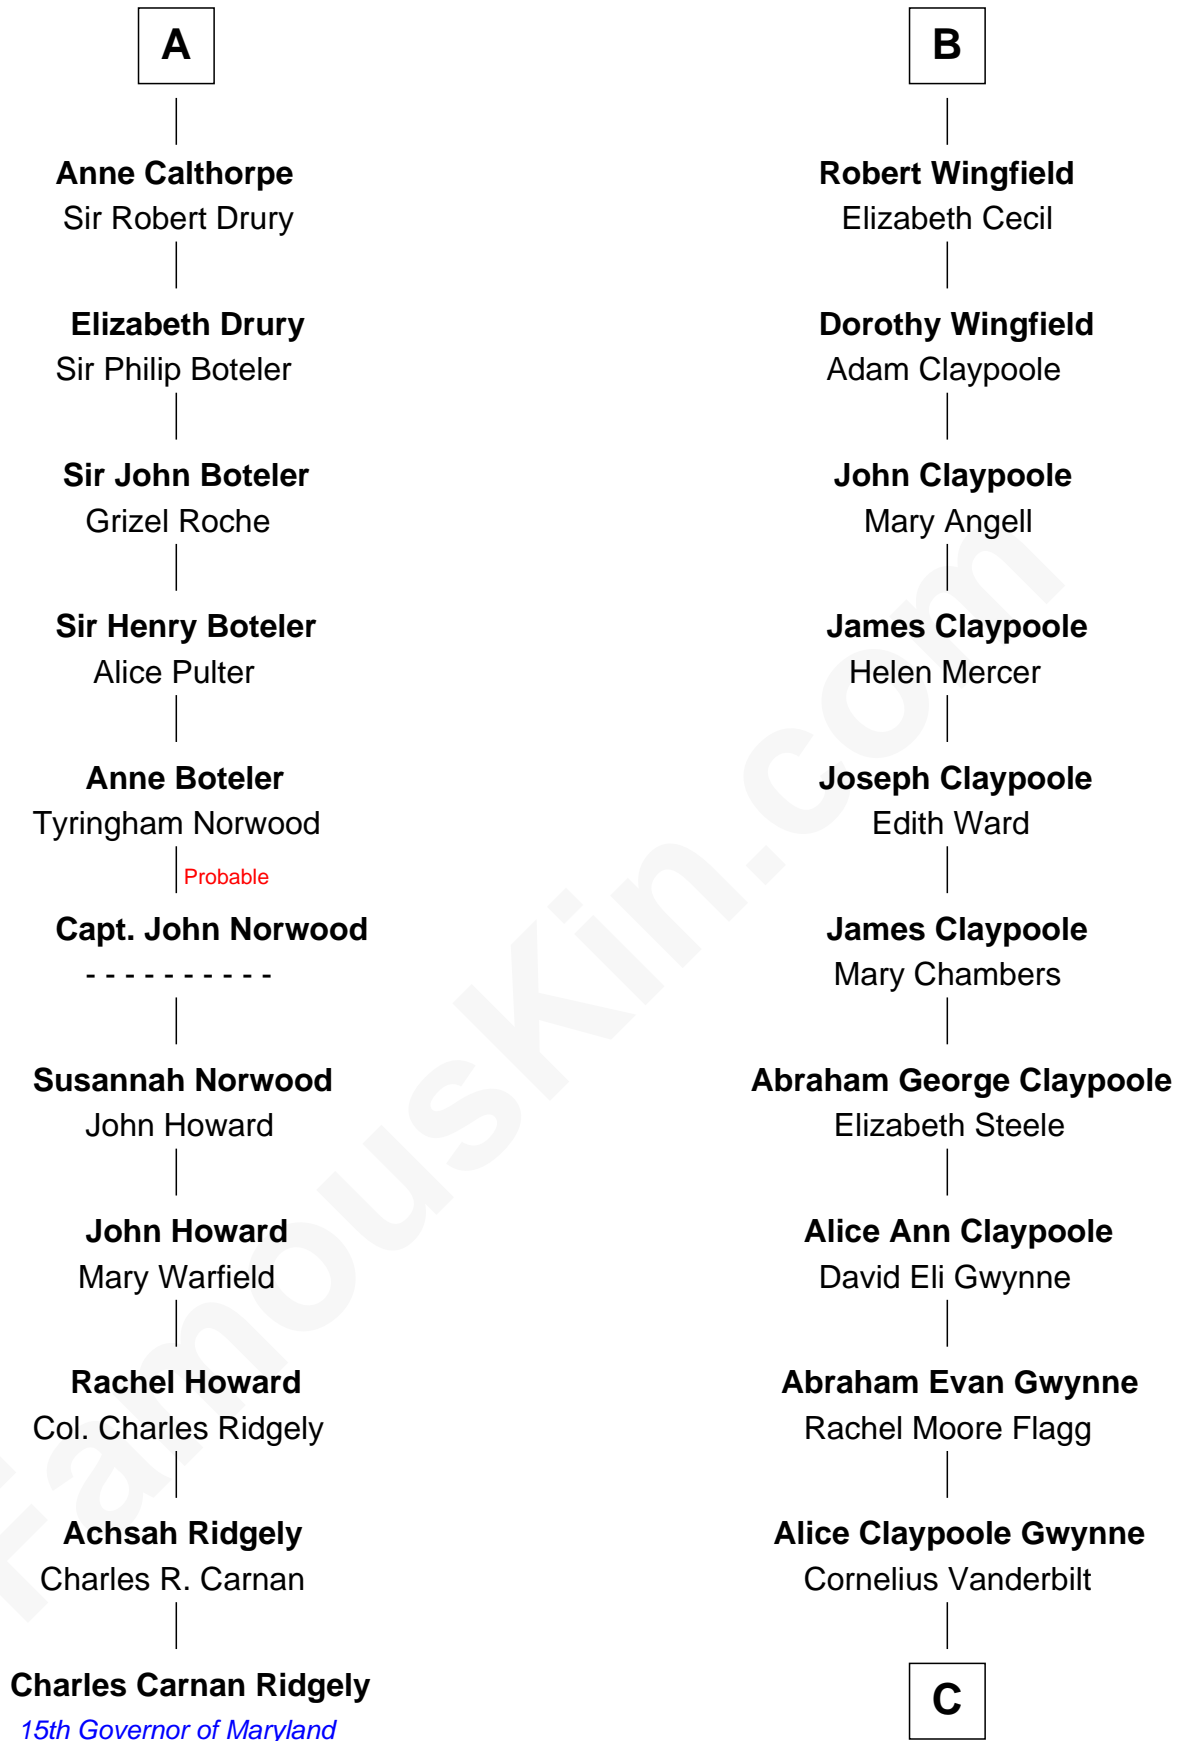 A
Anne Calthorpe
Sir Robert Drury
Elizabeth Drury
Sir Philip Boteler
Sir John Boteler
Grizel Roche
Sir Henry Boteler
Alice Pulter
Anne Boteler
Tyringham Norwood
Probable
Capt. John Norwood
- - - - - - - - - -
Susannah Norwood
John Howard
John Howard
Mary Warfield
Rachel Howard
Col. Charles Ridgely
Achsah Ridgely
Charles R. Carnan
Charles Carnan Ridgely
15th Governor of Maryland
B
Robert Wingfield
Elizabeth Cecil
Dorothy Wingfield
Adam Claypoole
John Claypoole
Mary Angell
James Claypoole
Helen Mercer
Joseph Claypoole
Edith Ward
James Claypoole
Mary Chambers
Abraham George Claypoole
Elizabeth Steele
Alice Ann Claypoole
David Eli Gwynne
Abraham Evan Gwynne
Rachel Moore Flagg
Alice Claypoole Gwynne
Cornelius Vanderbilt
C
FamousKin.com